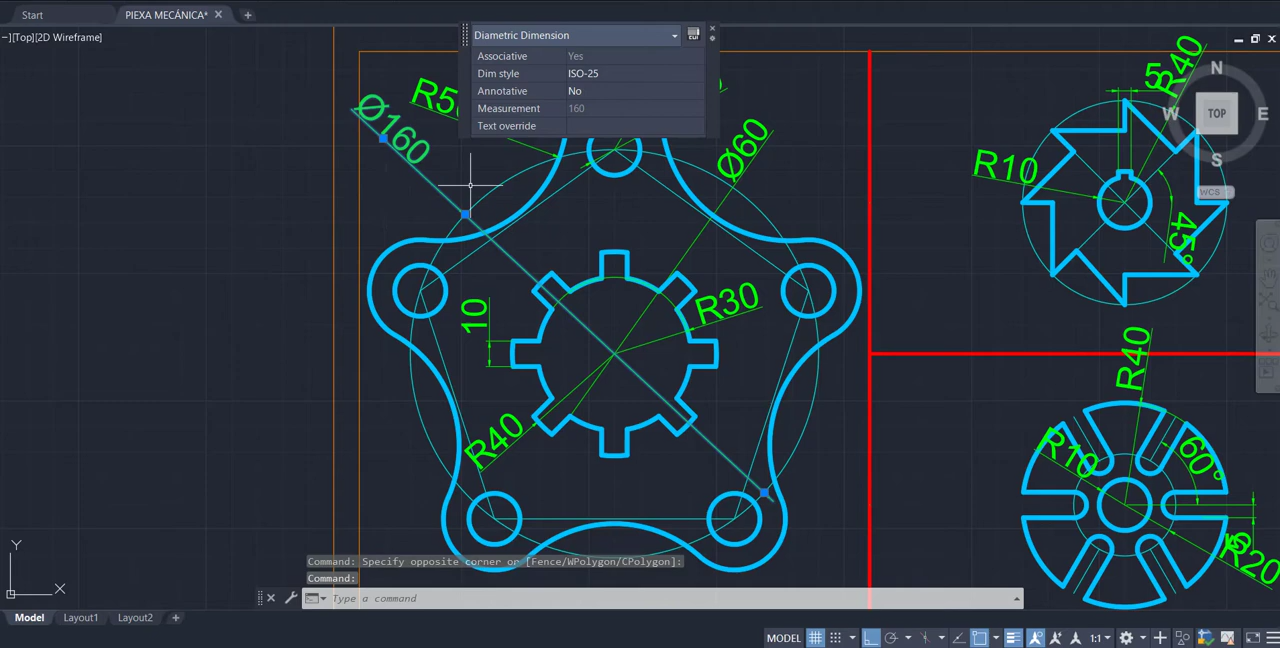 Start
PIEXA MECÁNICA*
–][Top][2D Wireframe]
Diametric Dimension
Associative Yes
Dim style ISO-25
Annotative No
Measurement 160
Text override
N
W TOP E
S
WCS
Ø160
Ø60
R30
10
R40
R40
5
R10
45°
R40
R10
60°
R20
Command: Specify opposite corner or [Fence/WPolygon/CPolygon]:
Command:
Type a command
Y
X
Model Layout1 Layout2
MODEL 1:1